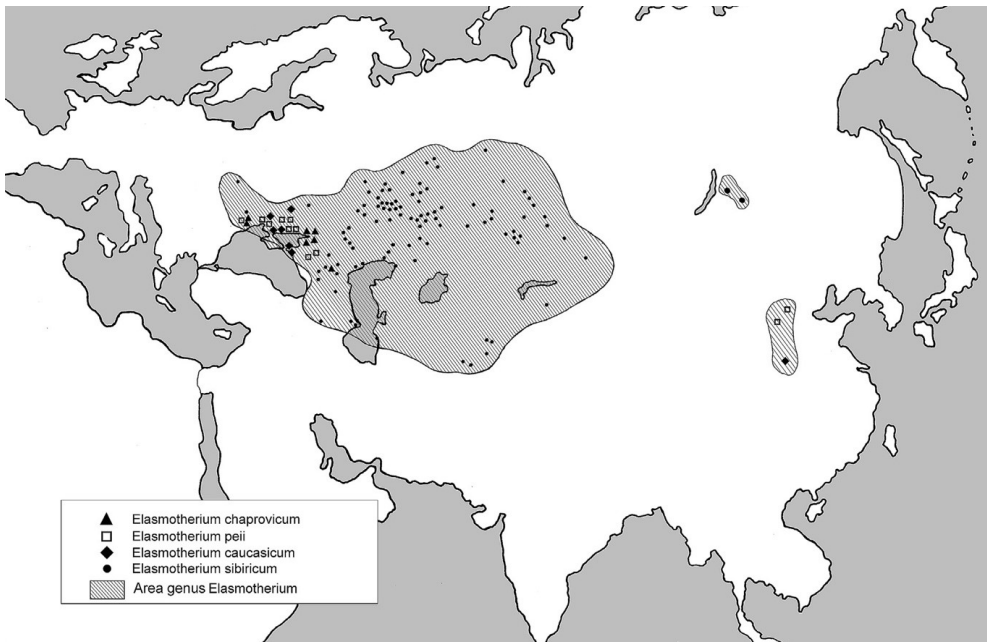 Elasmotherium chaprovicum
Elasmotherium peii
Elasmotherium caucasicum
Elasmotherium sibiricum
Area genus Elasmotherium